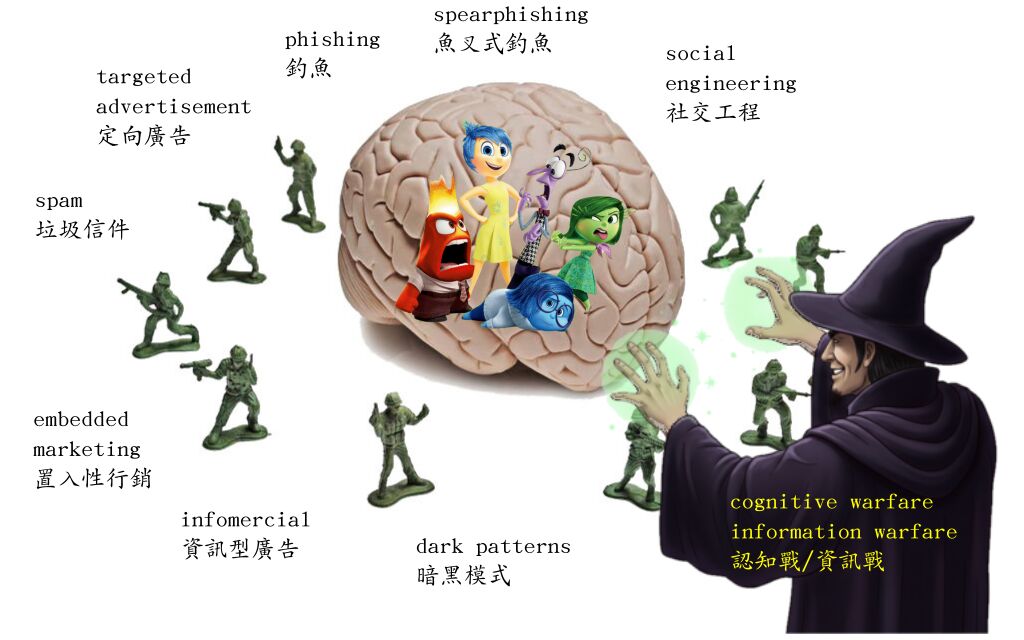 spearphishing
魚叉式釣魚
phishing
釣魚
social
engineering
社交工程
targeted
advertisement
定向廣告
spam
垃圾信件
embedded
marketing
置入性行銷
infomercial
資訊型廣告
dark patterns
暗黑模式
cognitive warfare
information warfare
認知戰/資訊戰